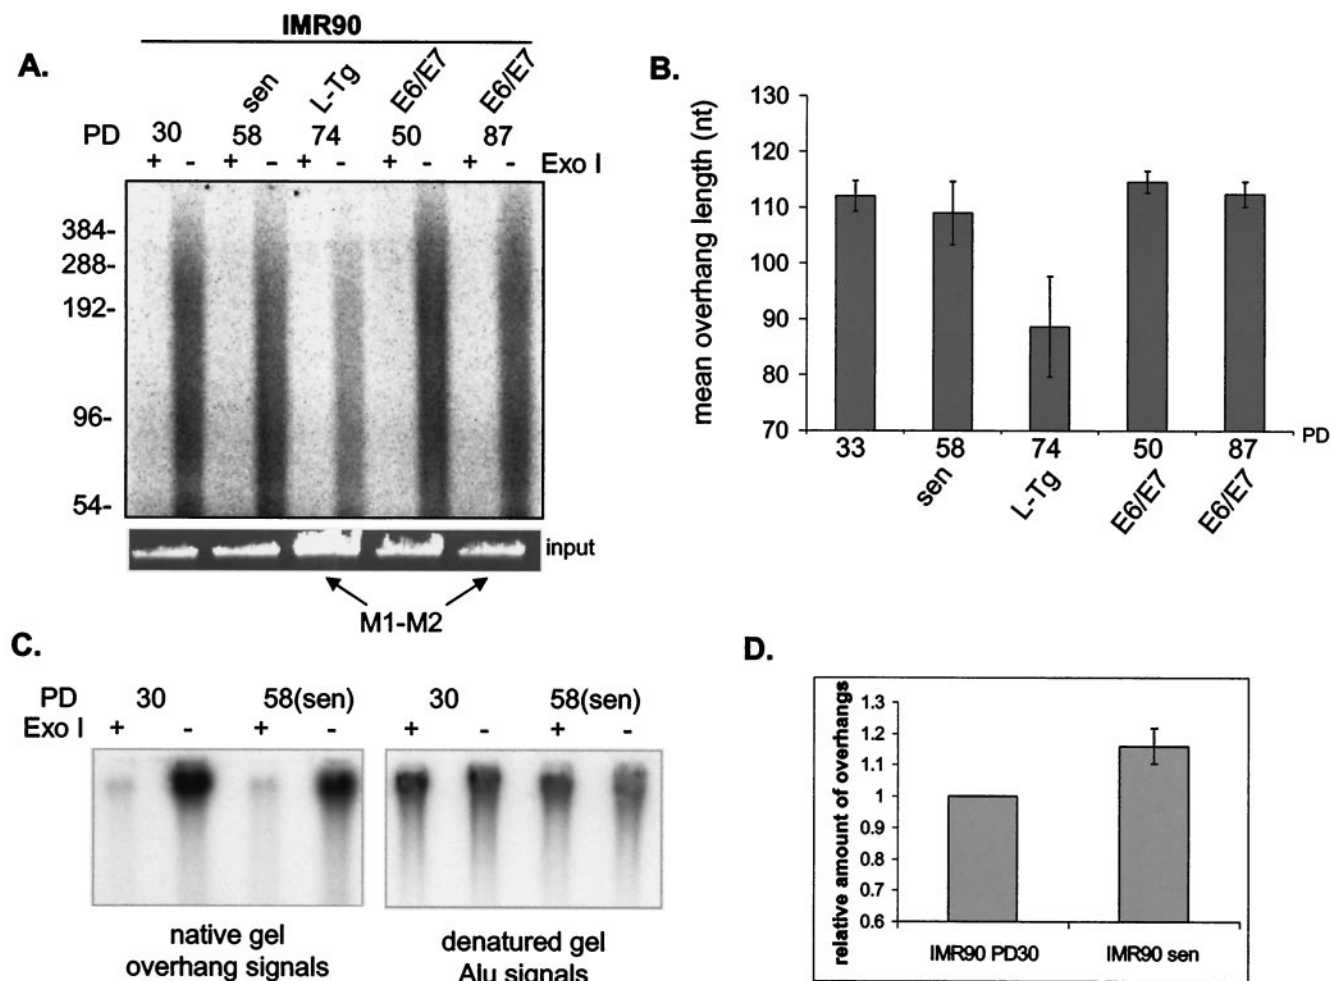 IMR90
A.
sen
L-Tg
E6/E7
E6/E7
PD 30 58 74 50 87
+ - + - + - + - + - Exo I
384-
288-
192-
96-
54-
input
M1-M2
B.
mean overhang length (nt)
130
120
110
100
90
80
70
33 58 74 50 87 PD
sen
L-Tg
E6/E7
E6/E7
C.
PD 30 58(sen) 30 58(sen)
Exo I + - + - + - + -
native gel
overhang signals
denatured gel
Alu signals
D.
relative amount of overhangs
1.3
1.2
1.1
1
0.9
0.8
0.7
0.6
IMR90 PD30 IMR90 sen